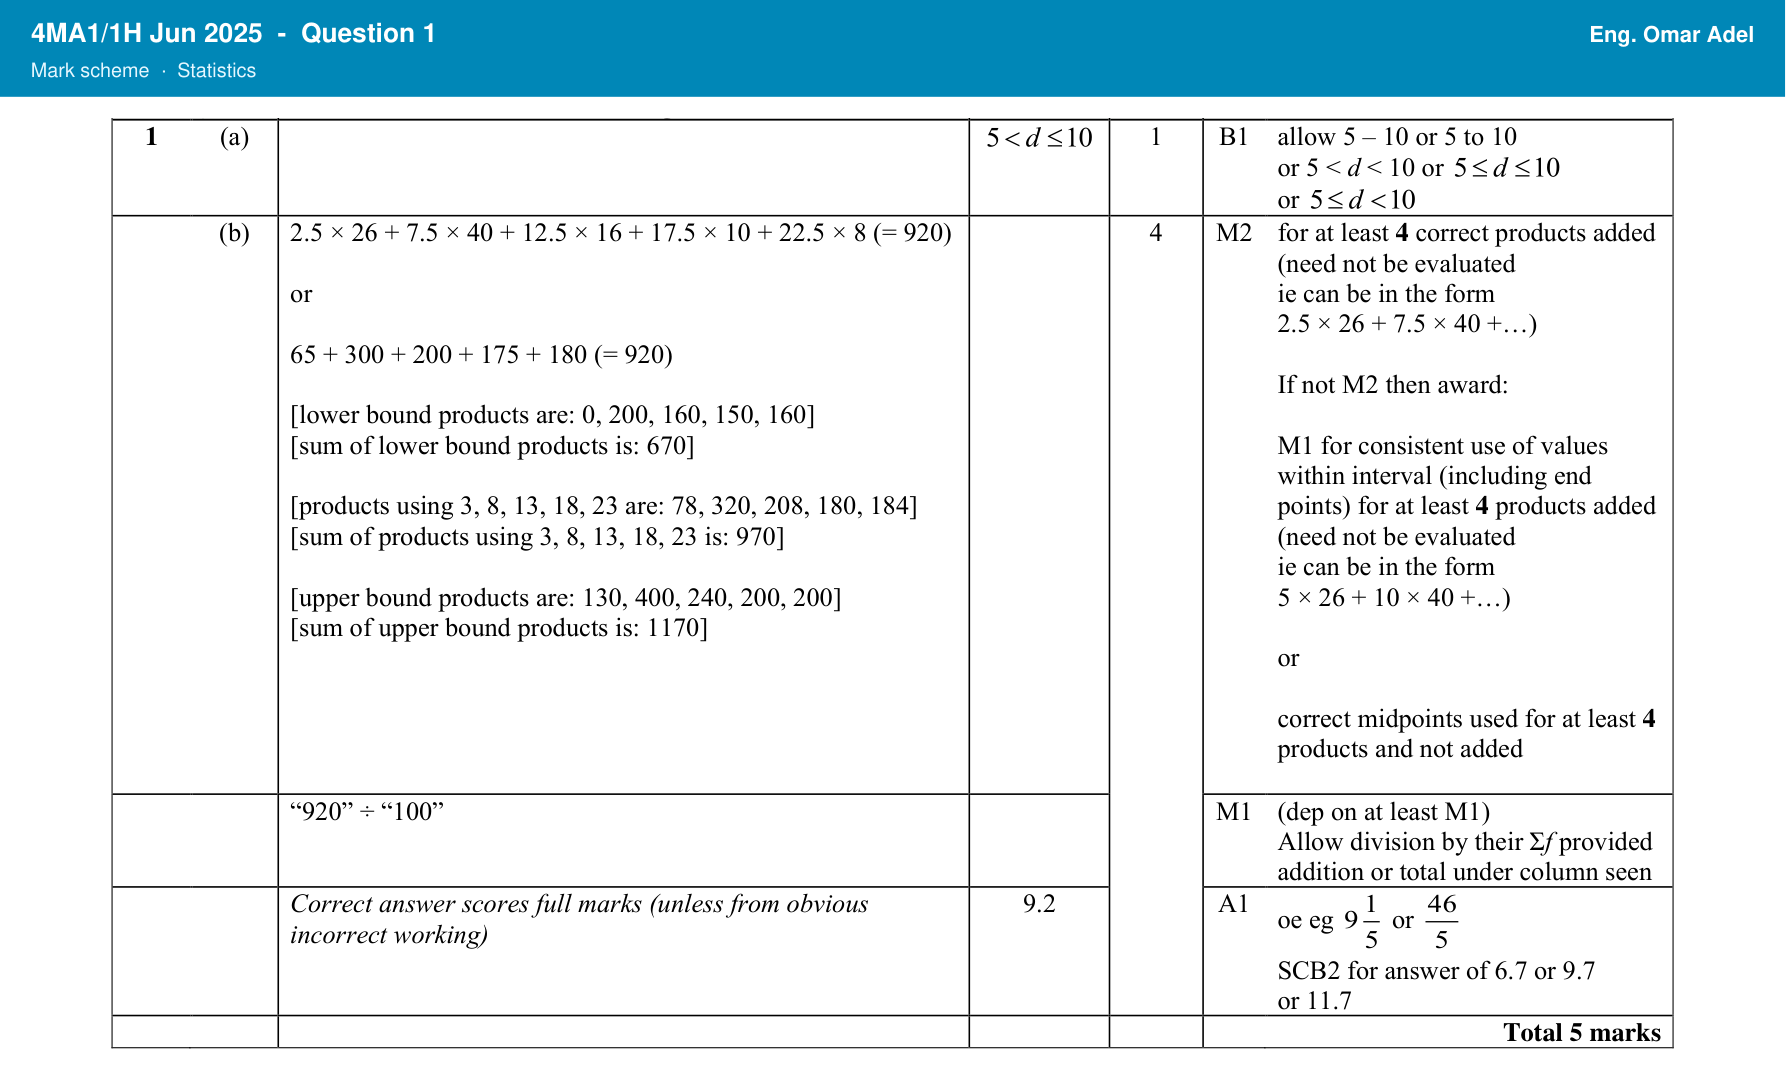 4MA1/1H Jun 2025 - Question 1
Eng. Omar Adel
Mark scheme · Statistics
1 (a) 5 < d ≤ 10 1 B1 allow 5 – 10 or 5 to 10
or 5 < d < 10 or 5 ≤ d ≤ 10
or 5 ≤ d < 10
(b) 2.5 × 26 + 7.5 × 40 + 12.5 × 16 + 17.5 × 10 + 22.5 × 8 (= 920)
or
65 + 300 + 200 + 175 + 180 (= 920)
[lower bound products are: 0, 200, 160, 150, 160]
[sum of lower bound products is: 670]
[products using 3, 8, 13, 18, 23 are: 78, 320, 208, 180, 184]
[sum of products using 3, 8, 13, 18, 23 is: 970]
[upper bound products are: 130, 400, 240, 200, 200]
[sum of upper bound products is: 1170]
4 M2 for at least 4 correct products added
(need not be evaluated
ie can be in the form
2.5 × 26 + 7.5 × 40 +…)
If not M2 then award:
M1 for consistent use of values
within interval (including end
points) for at least 4 products added
(need not be evaluated
ie can be in the form
5 × 26 + 10 × 40 +…)
or
correct midpoints used for at least 4
products and not added
“920” ÷ “100”
M1 (dep on at least M1)
Allow division by their Σf provided
addition or total under column seen
Correct answer scores full marks (unless from obvious
incorrect working)
9.2 A1 oe eg 9 1/5 or 46/5
SCB2 for answer of 6.7 or 9.7
or 11.7
Total 5 marks